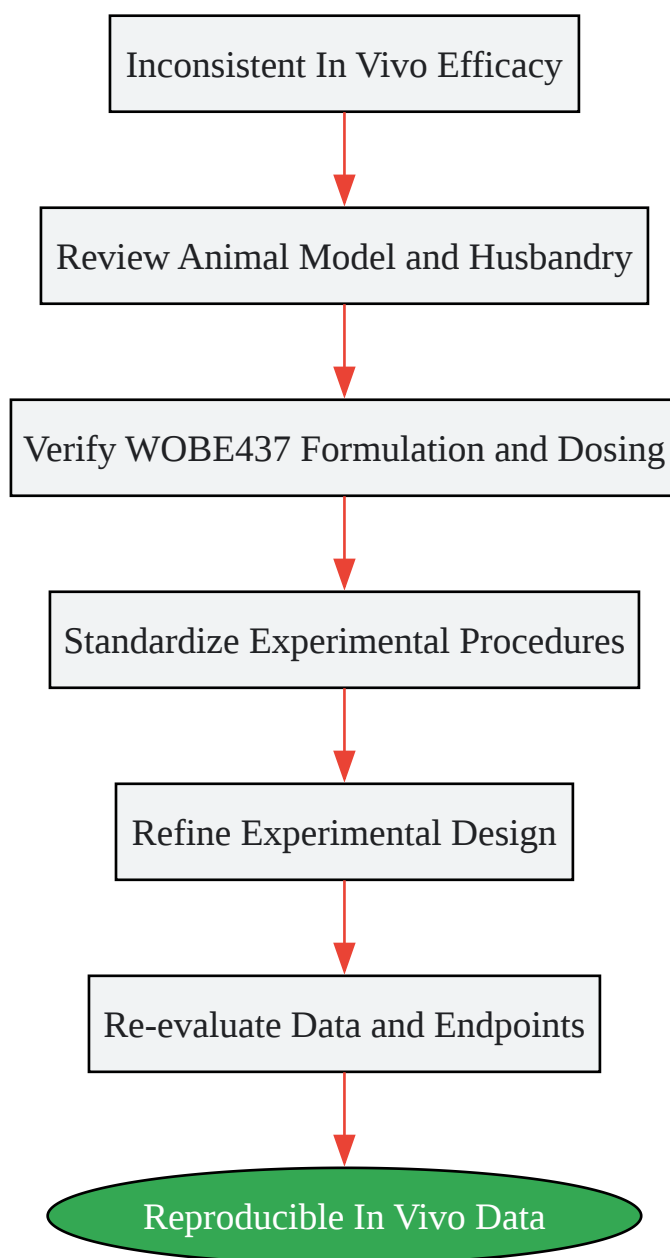 Inconsistent In Vivo Efficacy
Review Animal Model and Husbandry
Verify WOBE437 Formulation and Dosing
Standardize Experimental Procedures
Refine Experimental Design
Re-evaluate Data and Endpoints
Reproducible In Vivo Data